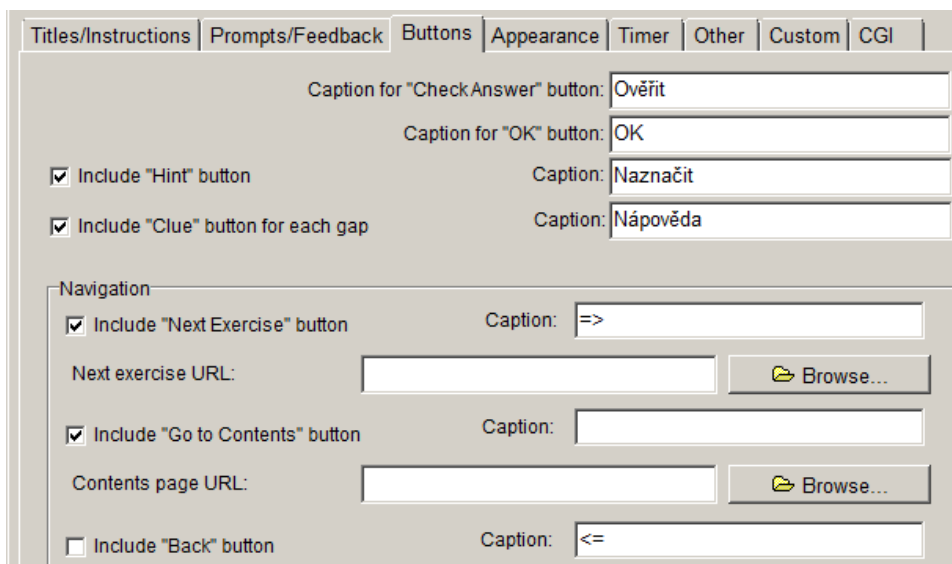 Titles/Instructions Prompts/Feedback Buttons Appearance Timer Other Custom CGI
Caption for "Check Answer" button: Ověřit
Caption for "OK" button: OK
Include "Hint" button Caption: Naznačit
Include "Clue" button for each gap Caption: Nápověda
Navigation
Include "Next Exercise" button Caption: =>
Next exercise URL: Browse...
Include "Go to Contents" button Caption:
Contents page URL: Browse...
Include "Back" button Caption: <=